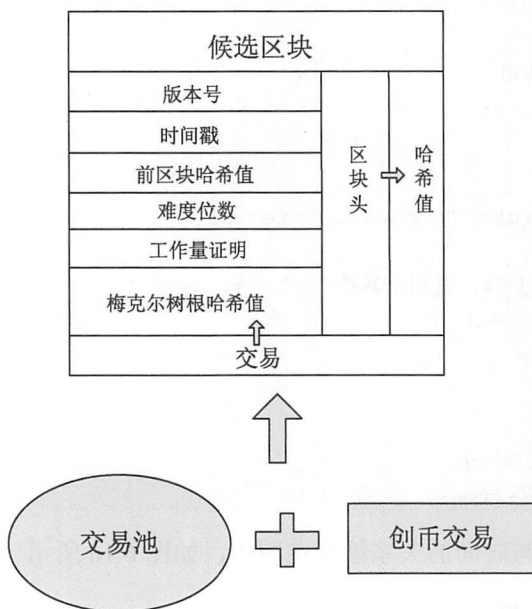 候选区块
版本号
时间戳
前区块哈希值
难度位数
工作量证明
梅克尔树根哈希值
区块头
哈希值
交易
交易池
创币交易